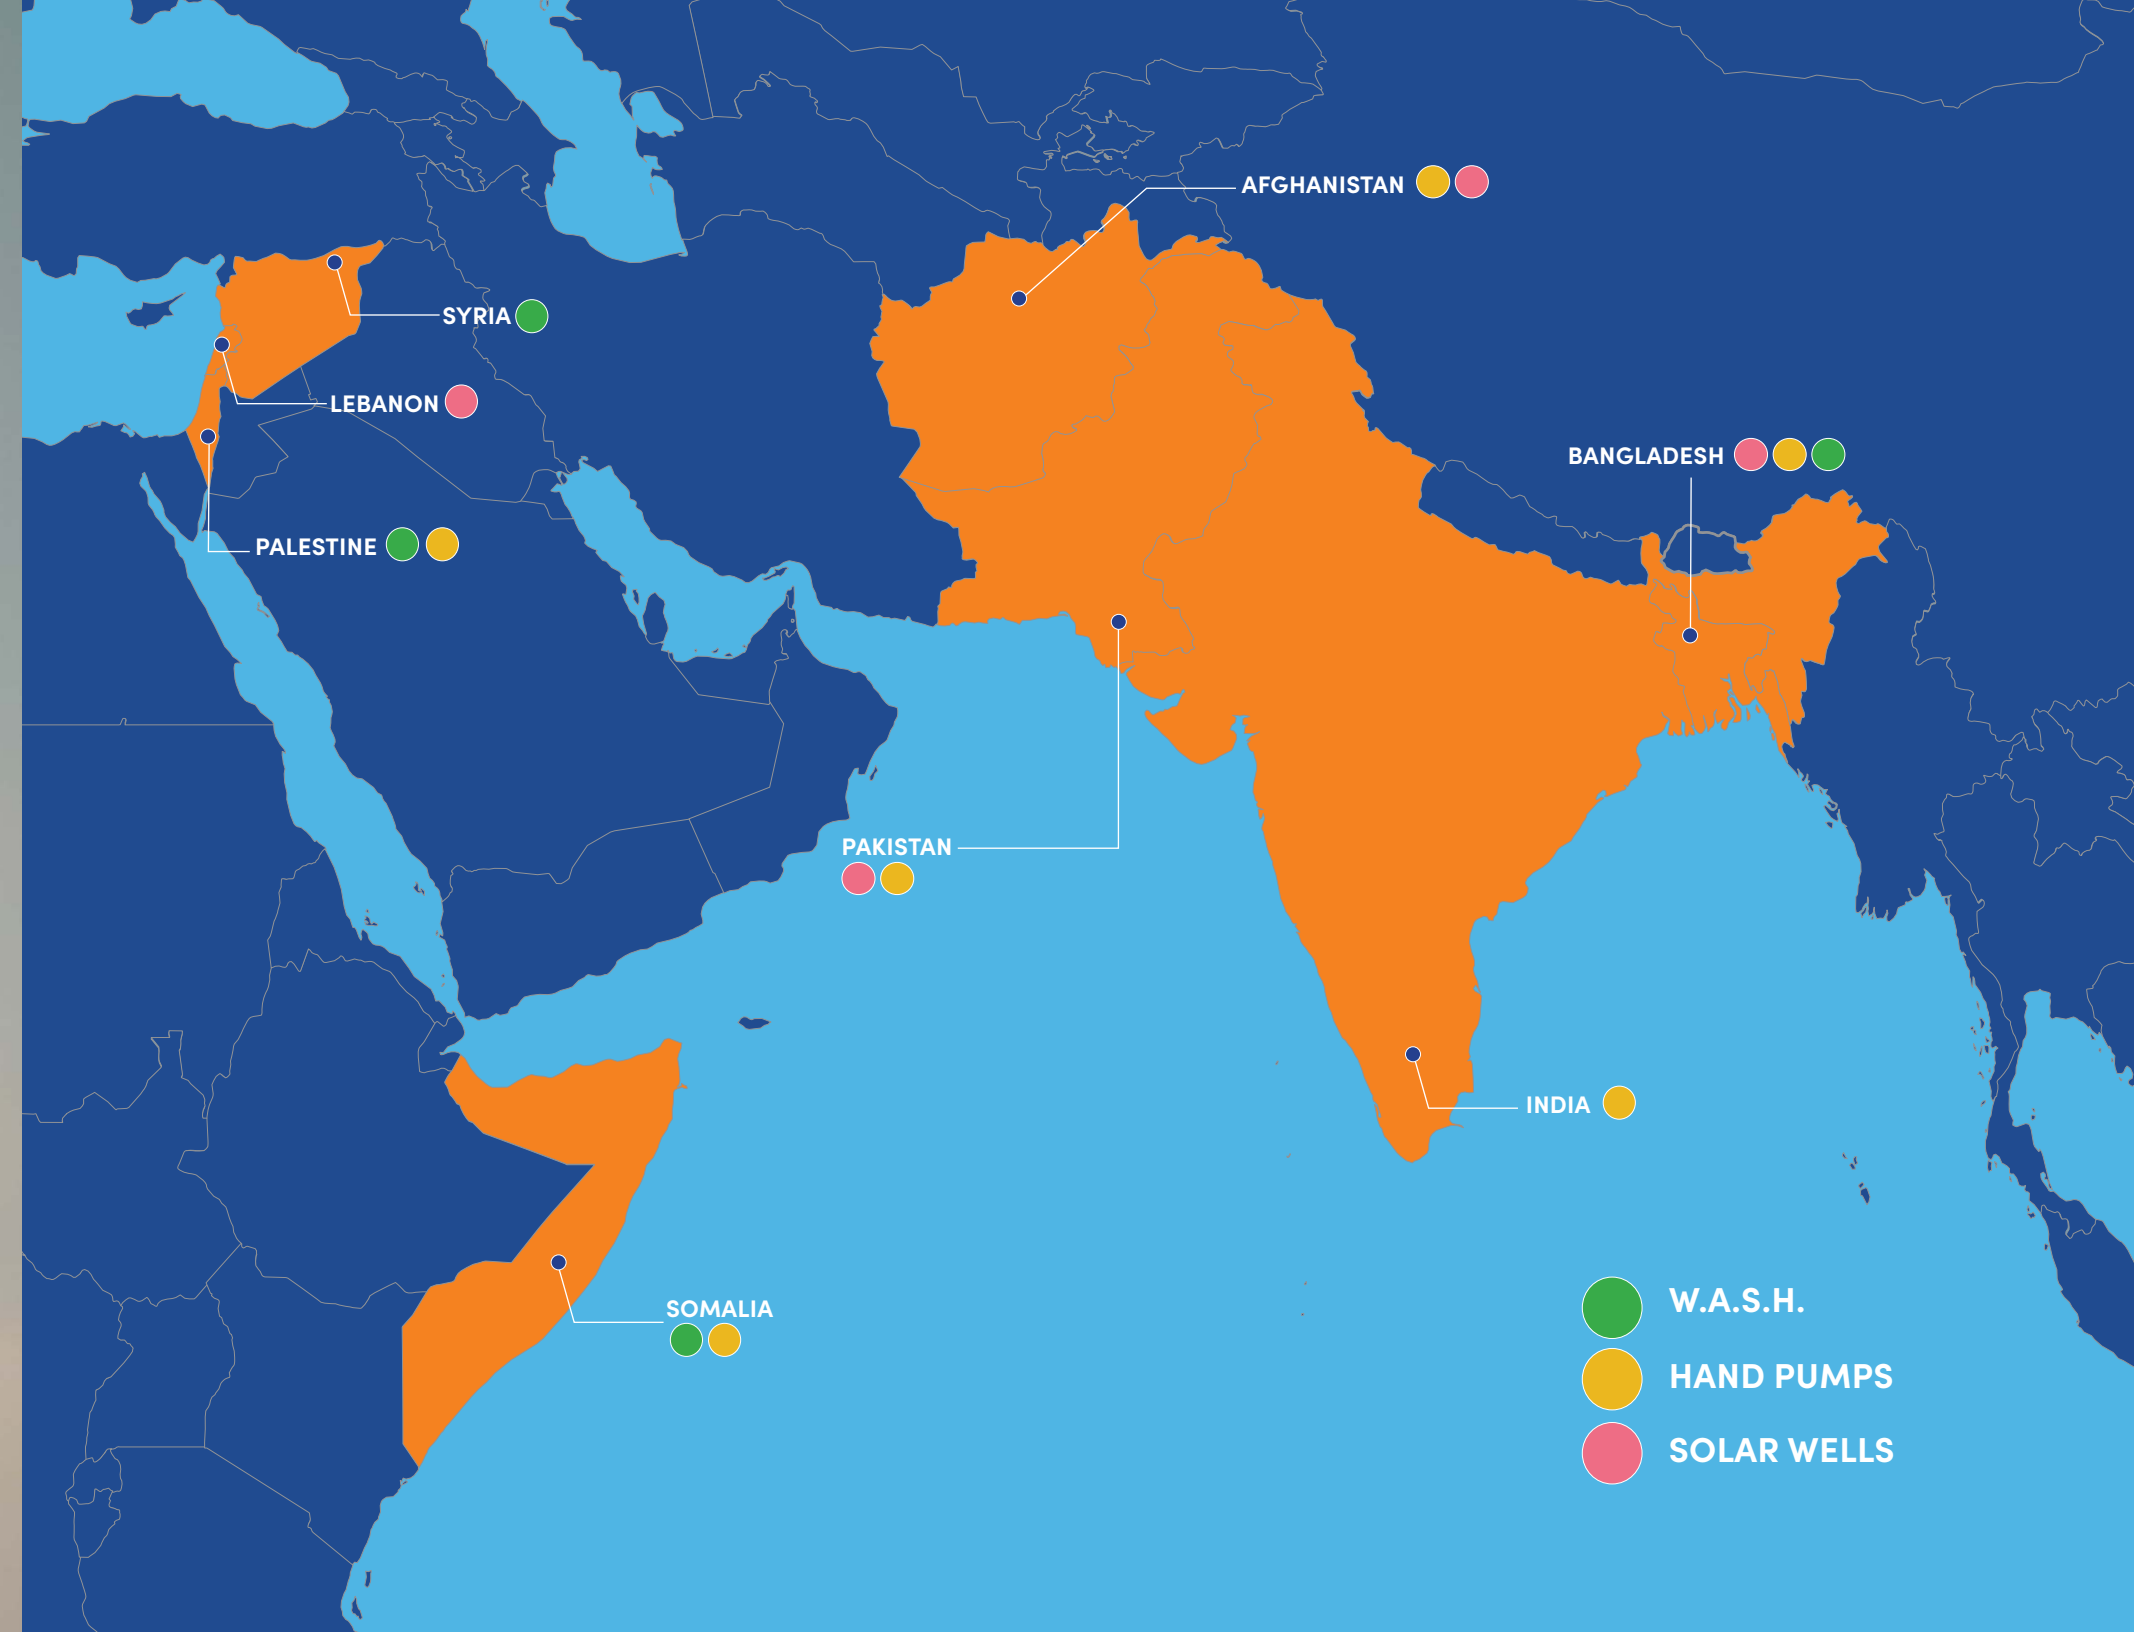 AFGHANISTAN
SYRIA
LEBANON
BANGLADESH
PALESTINE
PAKISTAN
INDIA
SOMALIA
W.A.S.H.
HAND PUMPS
SOLAR WELLS